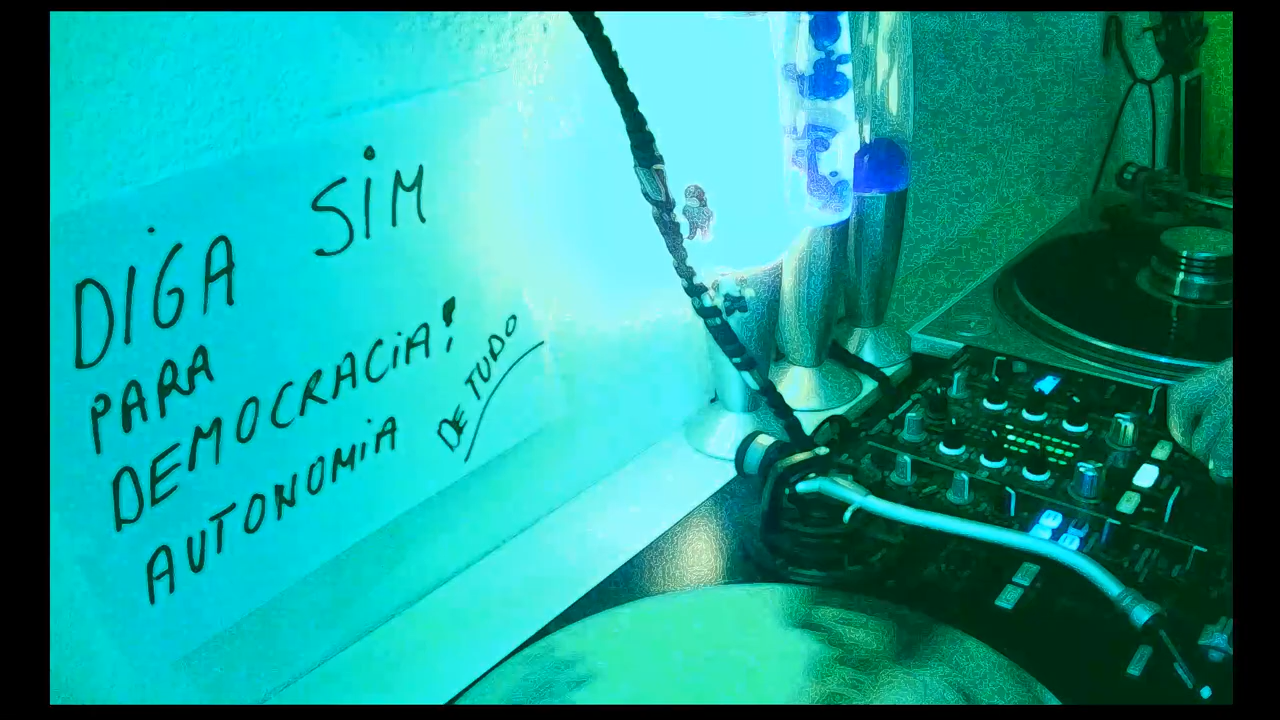 DIGA SIM
PARA
DEMOCRACIA!
AUTONOMIA
DE TUDO